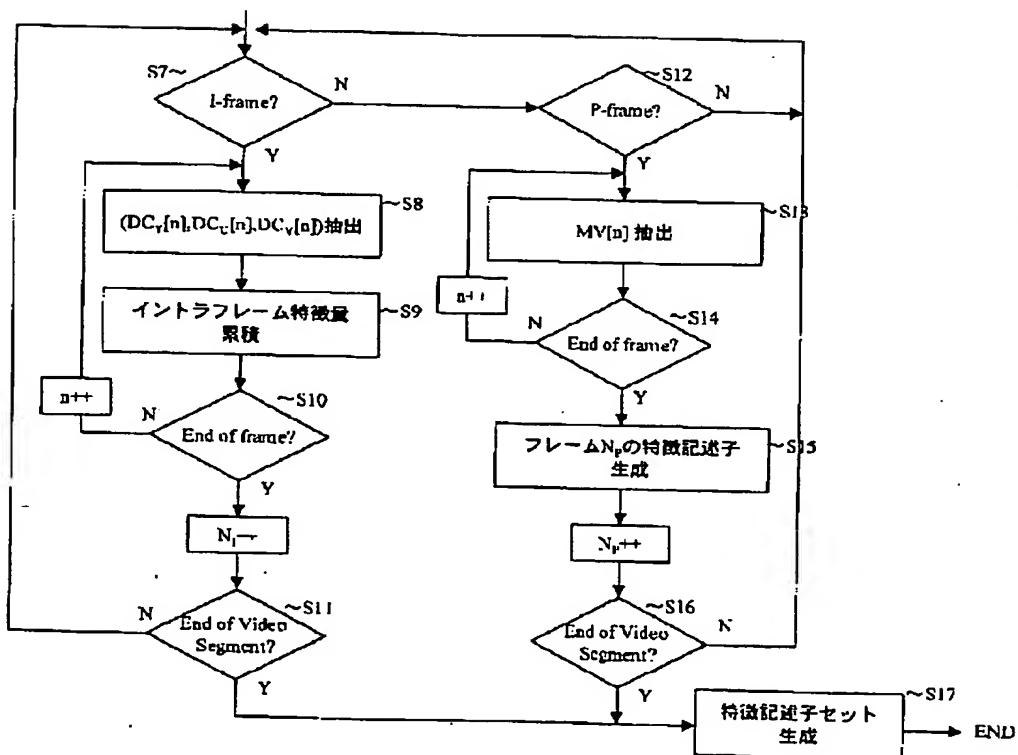 S7~
I-frame?
N
Y
~S12
P-frame?
N
Y
(DC_Y[n],DC_U[n],DC_V[n])抽出
~S8
イントラフレーム特徴量
累積
~S9
n++
N
~S10
End of frame?
Y
N
~S11
End of Video
Segment?
Y
MV[n] 抽出
~S13
n++
N
~S14
End of frame?
Y
フレームN_Pの特徴記述子
生成
~S15
N_P++
~S16
End of Video
Segment?
N
Y
特徴記述子セット
生成
~S17
END